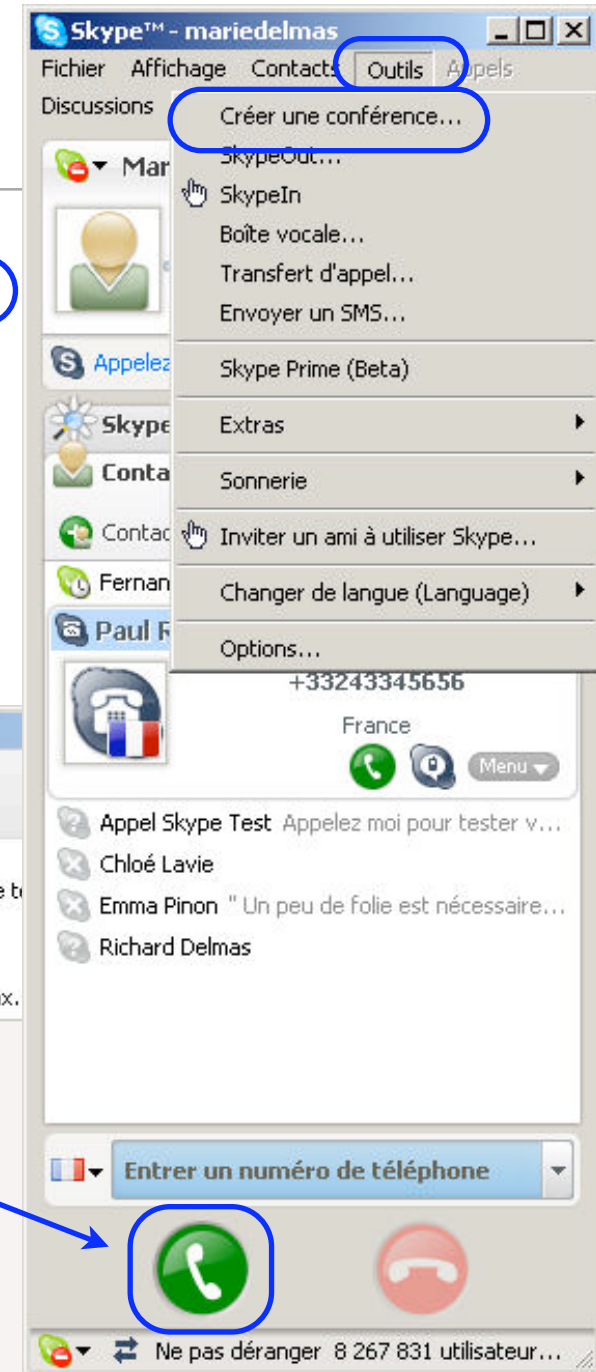 Skype™ - mariedelmas
Fichier Affichage Contacts Outils Appels
Discussions
Créer une conférence...
SkypeOut...
SkypeIn
Boîte vocale...
Transfert d'appel...
Envoyer un SMS...
Skype Prime (Beta)
Extras
Sonnerie
Inviter un ami à utiliser Skype...
Changer de langue (Language)
Options...
Mar
Appelez
Skype
Conta
Contac
Fernan
Paul R
+33243345656
France
Menu
Appel Skype Test Appelez moi pour tester v...
Chloé Lavie
Emma Pinon "Un peu de folie est nécessaire...
Richard Delmas
Entrer un numéro de téléphone
Ne pas déranger 8 267 831 utilisateur...